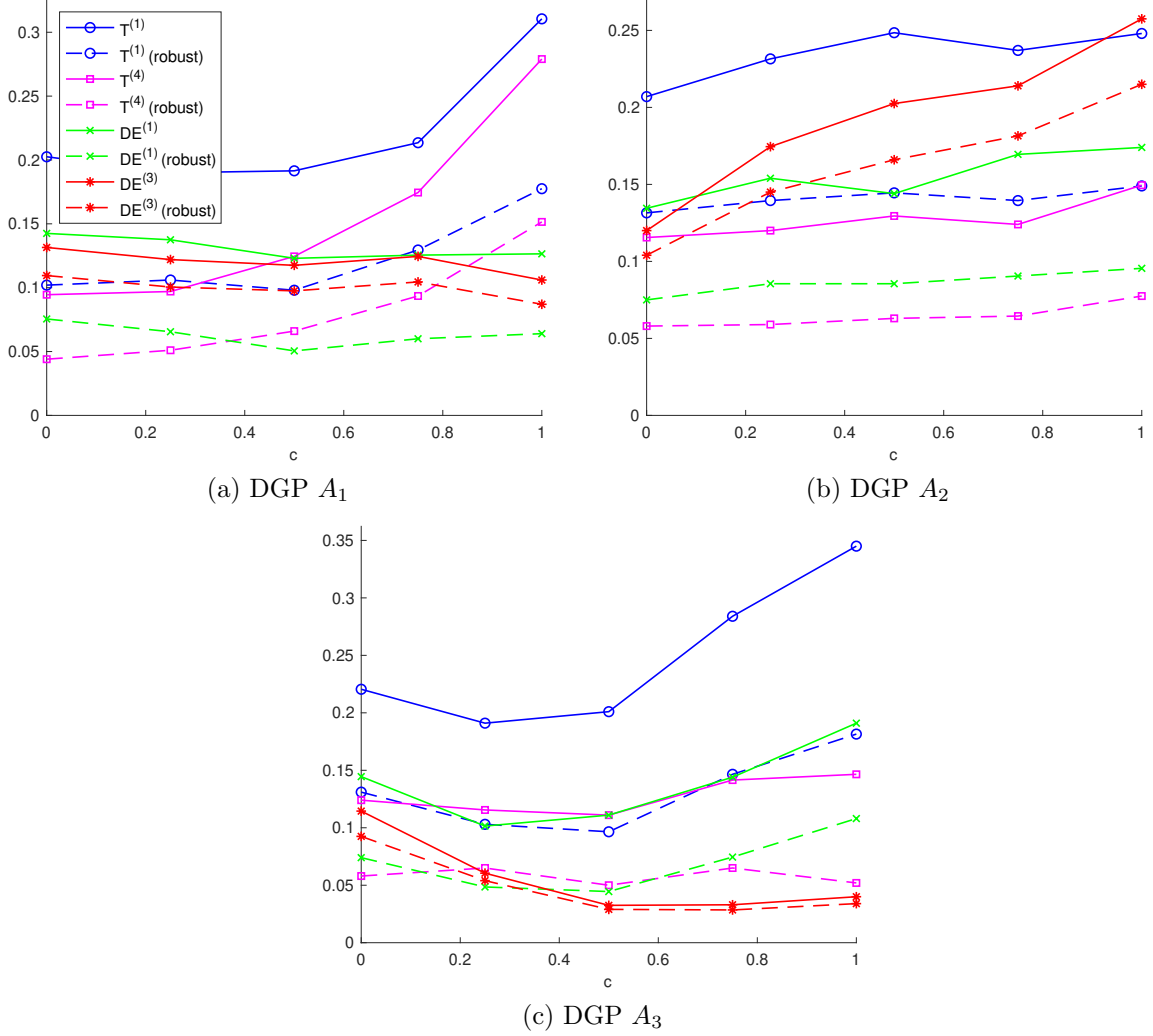 0.3
0.25
0.2
0.15
0.1
0.05
0
T(1)
T(1) (robust)
T(4)
T(4) (robust)
DE(1)
DE(1) (robust)
DE(3)
DE(3) (robust)
0 0.2 0.4 0.6 0.8 1
c
(a) DGP A1
0.25
0.2
0.15
0.1
0.05
0
0 0.2 0.4 0.6 0.8 1
c
(b) DGP A2
0.35
0.3
0.25
0.2
0.15
0.1
0.05
0
0 0.2 0.4 0.6 0.8 1
c
(c) DGP A3